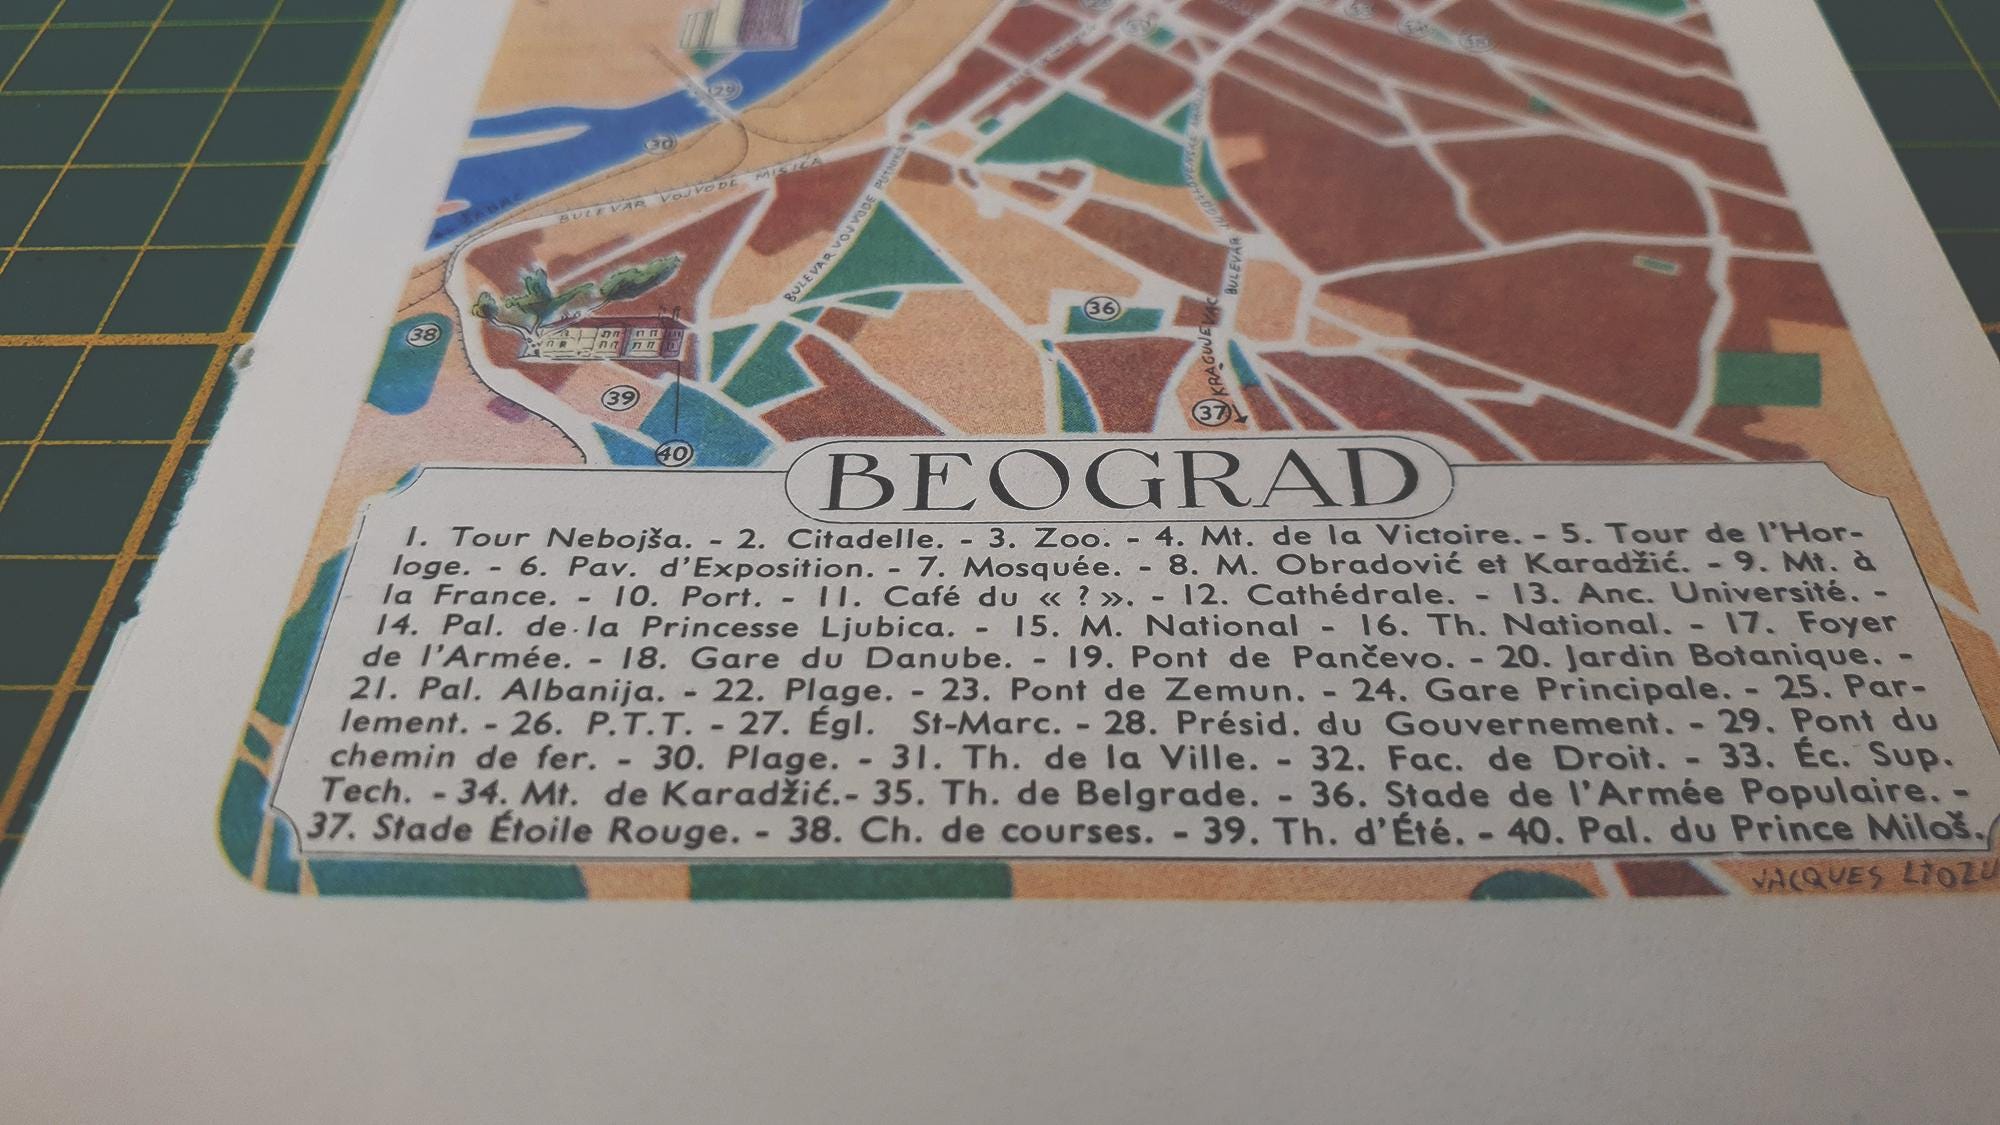 29
30
BULEVAR VOJVODE MIŠIĆA
BULEVAR VOJVODE PUTNIKA
BULEVAR
KRAGUJEVAC
36
38
39
37
40
BEOGRAD
1. Tour Nebojša. - 2. Citadelle. - 3. Zoo. - 4. Mt. de la Victoire. - 5. Tour de l'Hor-
loge. - 6. Pav. d'Exposition. - 7. Mosquée. - 8. M. Obradović et Karadžić. - 9. Mt. à
la France. - 10. Port. - 11. Café du « ? ». - 12. Cathédrale. - 13. Anc. Université. -
14. Pal. de la Princesse Ljubica. - 15. M. National - 16. Th. National. - 17. Foyer
de l'Armée. - 18. Gare du Danube. - 19. Pont de Pančevo. - 20. Jardin Botanique. -
21. Pal. Albanija. - 22. Plage. - 23. Pont de Zemun. - 24. Gare Principale. - 25. Par-
lement. - 26. P.T.T. - 27. Égl. St-Marc. - 28. Présid. du Gouvernement. - 29. Pont du
chemin de fer. - 30. Plage. - 31. Th. de la Ville. - 32. Fac. de Droit. - 33. Éc. Sup.
Tech. - 34. Mt. de Karadžić. - 35. Th. de Belgrade. - 36. Stade de l'Armée Populaire. -
37. Stade Étoile Rouge. - 38. Ch. de courses. - 39. Th. d'Été. - 40. Pal. du Prince Miloš.
JACQUES LIOZU